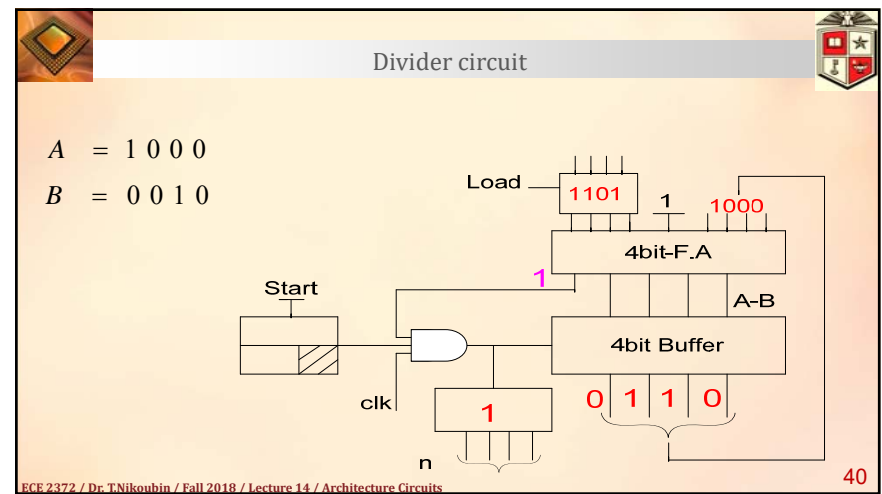 Divider circuit
A = 1 0 0 0
B = 0 0 1 0
Load
1101
1
1000
4bit-F.A
1
Start
A-B
4bit Buffer
clk
1
0 1 1 0
n
ECE 2372 / Dr. T.Nikoubin / Fall 2018 / Lecture 14 / Architecture Circuits
40